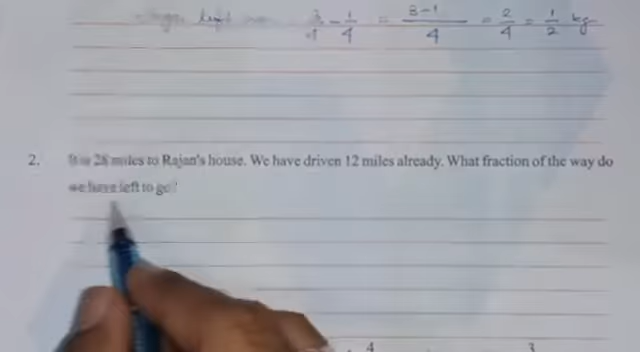 left 3/4 - 1/4 = 3-1/4 = 2/4 = 1/2 kg
2. It is 28 miles to Rajan's house. We have driven 12 miles already. What fraction of the way do
we have left to go?
4 3